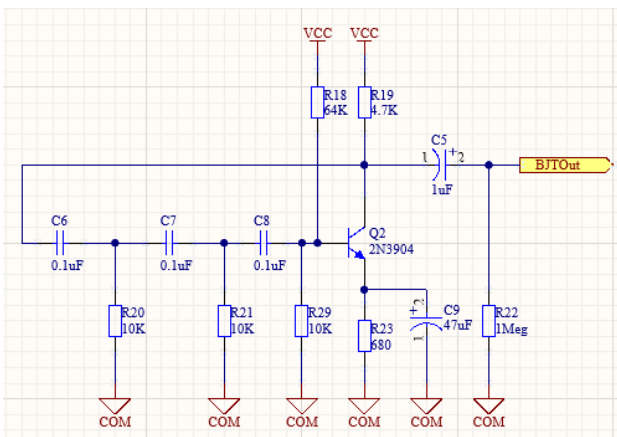 VCC
VCC
R18
64K
R19
4.7K
C5
1
+
2
1uF
BJTOut
C6
0.1uF
C7
0.1uF
C8
0.1uF
Q2
2N3904
R20
10K
R21
10K
R29
10K
R23
680
+
2
1
C9
47uF
R22
1Meg
COM
COM
COM
COM
COM
COM